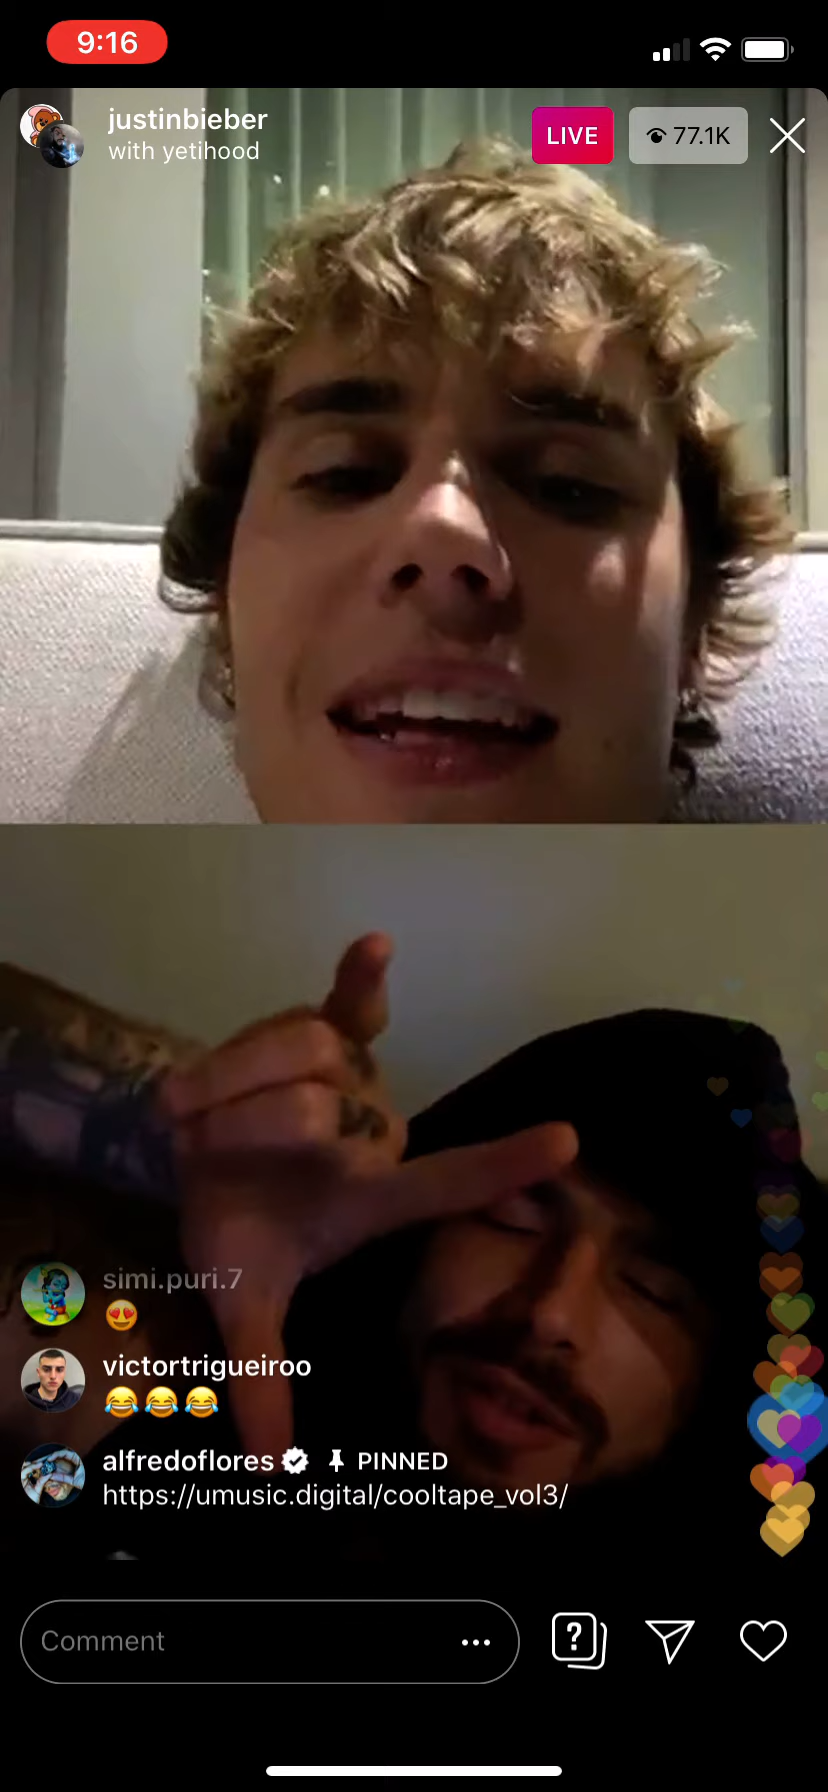 9:16
justinbieber
with yetihood
LIVE
77.1K
simi.puri.7
😍
victortrigueiroo
😂😂😂
alfredoflores PINNED
https://umusic.digital/cooltape_vol3/
Comment